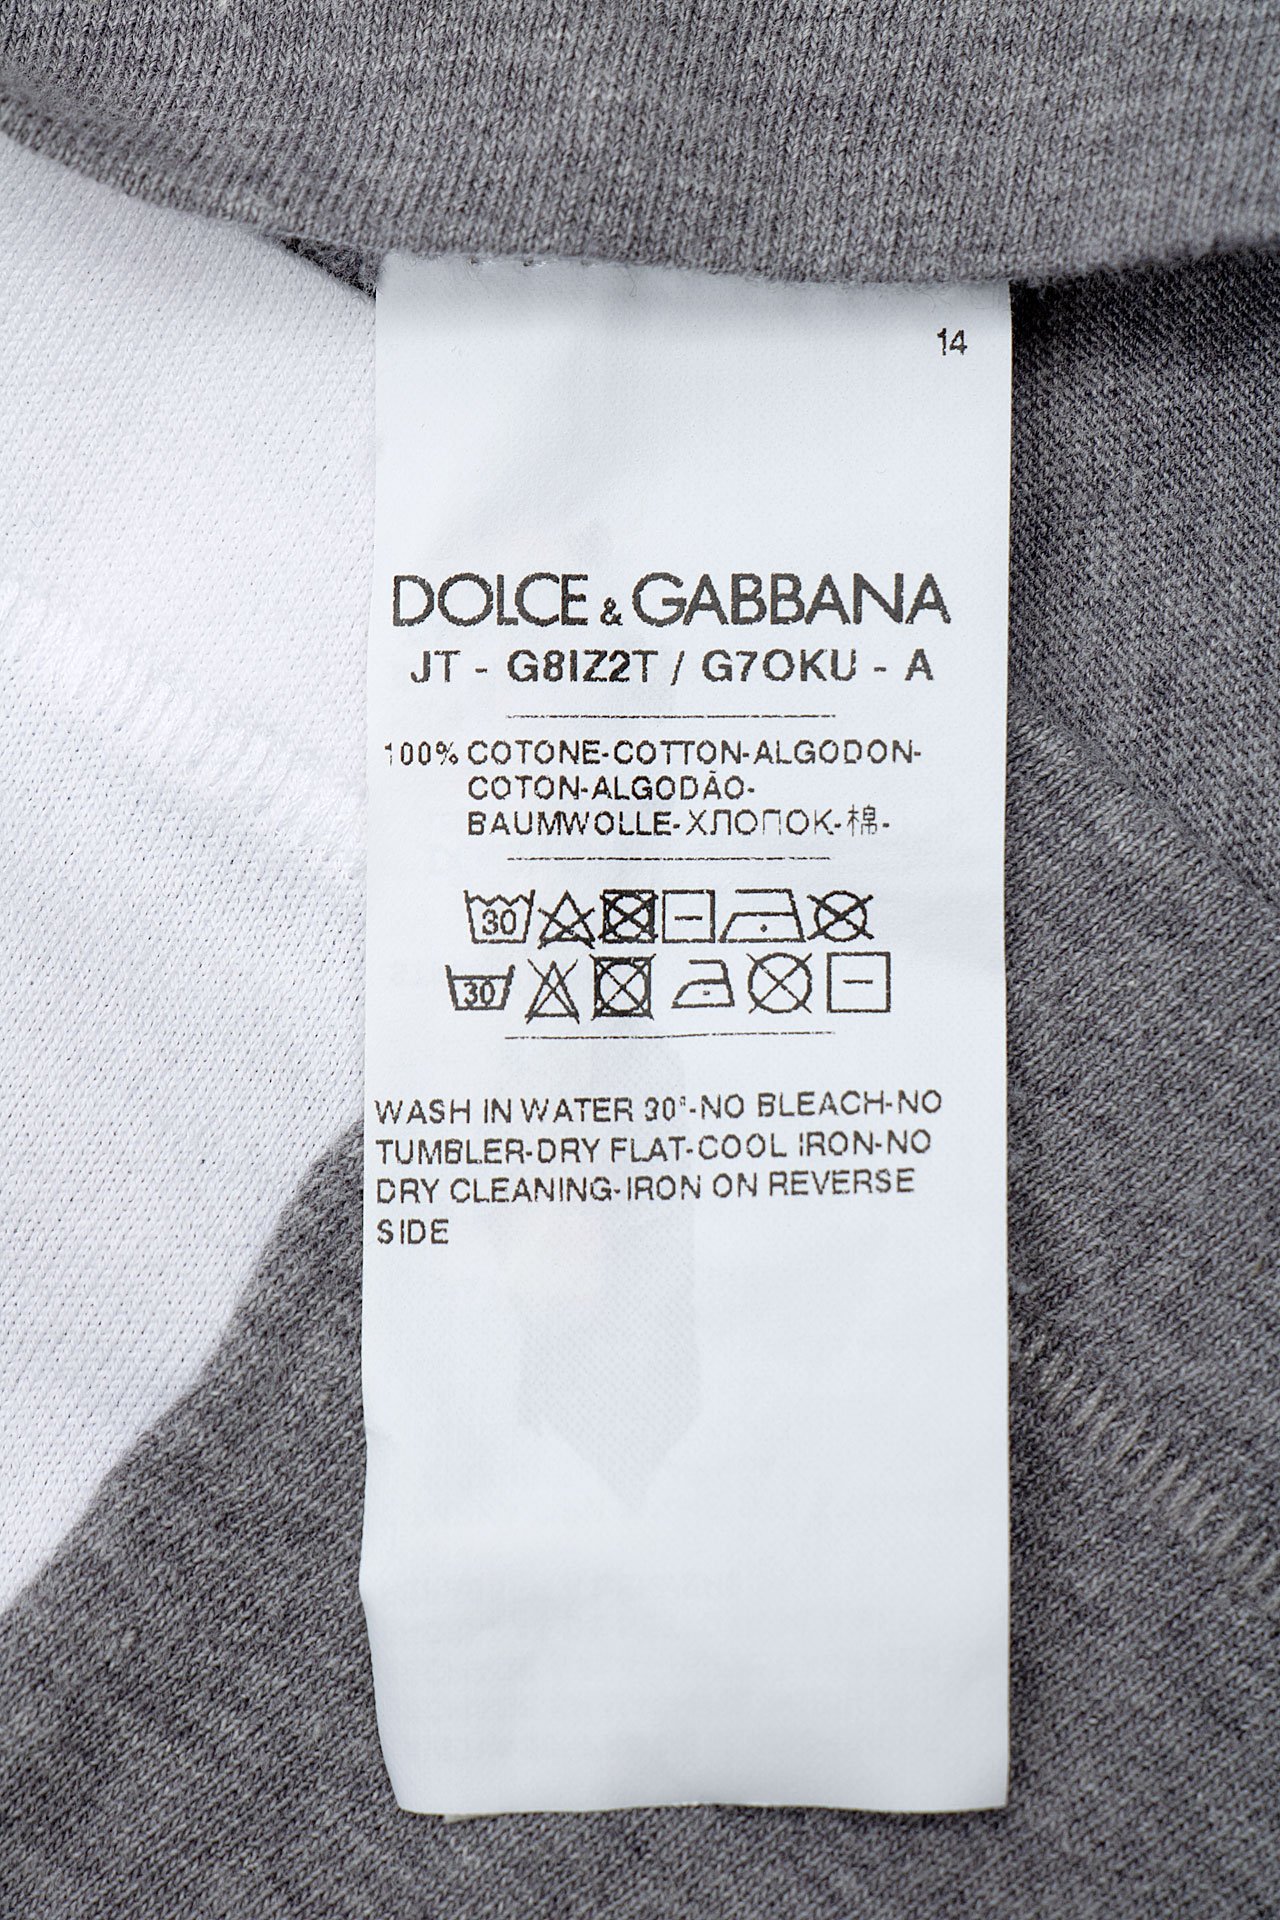 14
DOLCE & GABBANA
JT - G8IZ2T / G7OKU - A
100% COTONE-COTTON-ALGODON-
COTON-ALGODÃO-
BAUMWOLLE-ХЛОПОК-棉-
30
30
WASH IN WATER 30°-NO BLEACH-NO
TUMBLER-DRY FLAT-COOL IRON-NO
DRY CLEANING-IRON ON REVERSE
SIDE